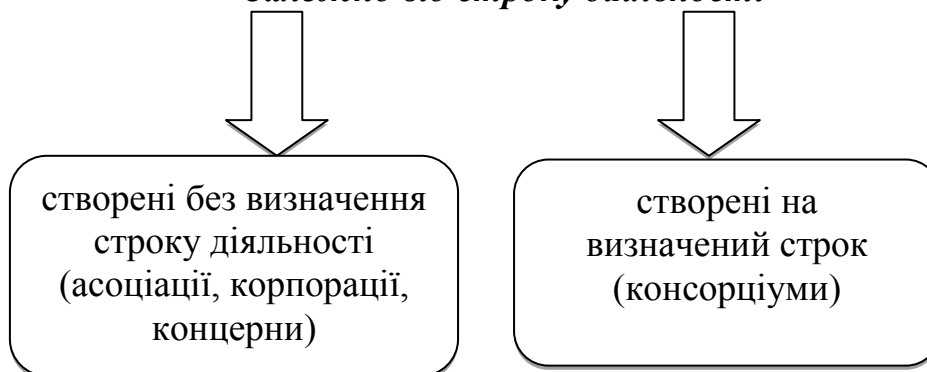 створені без визначення
строку діяльності
(асоціації, корпорації,
концерни)
створені на
визначений строк
(консорціуми)